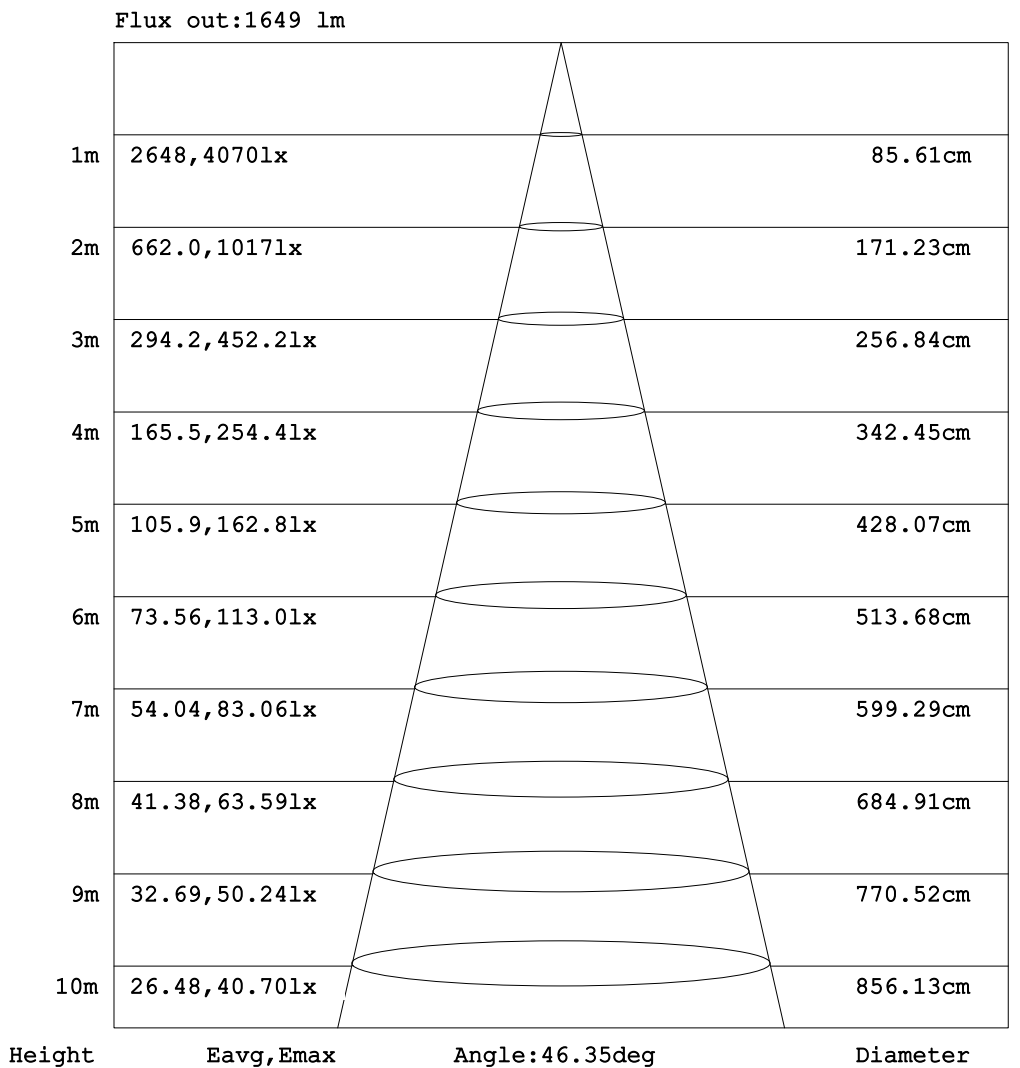 Flux out:1649 lm
1m 2648,4070lx 85.61cm
2m 662.0,1017lx 171.23cm
3m 294.2,452.2lx 256.84cm
4m 165.5,254.4lx 342.45cm
5m 105.9,162.8lx 428.07cm
6m 73.56,113.0lx 513.68cm
7m 54.04,83.06lx 599.29cm
8m 41.38,63.59lx 684.91cm
9m 32.69,50.24lx 770.52cm
10m 26.48,40.70lx 856.13cm
Height Eavg,Emax Angle:46.35deg Diameter